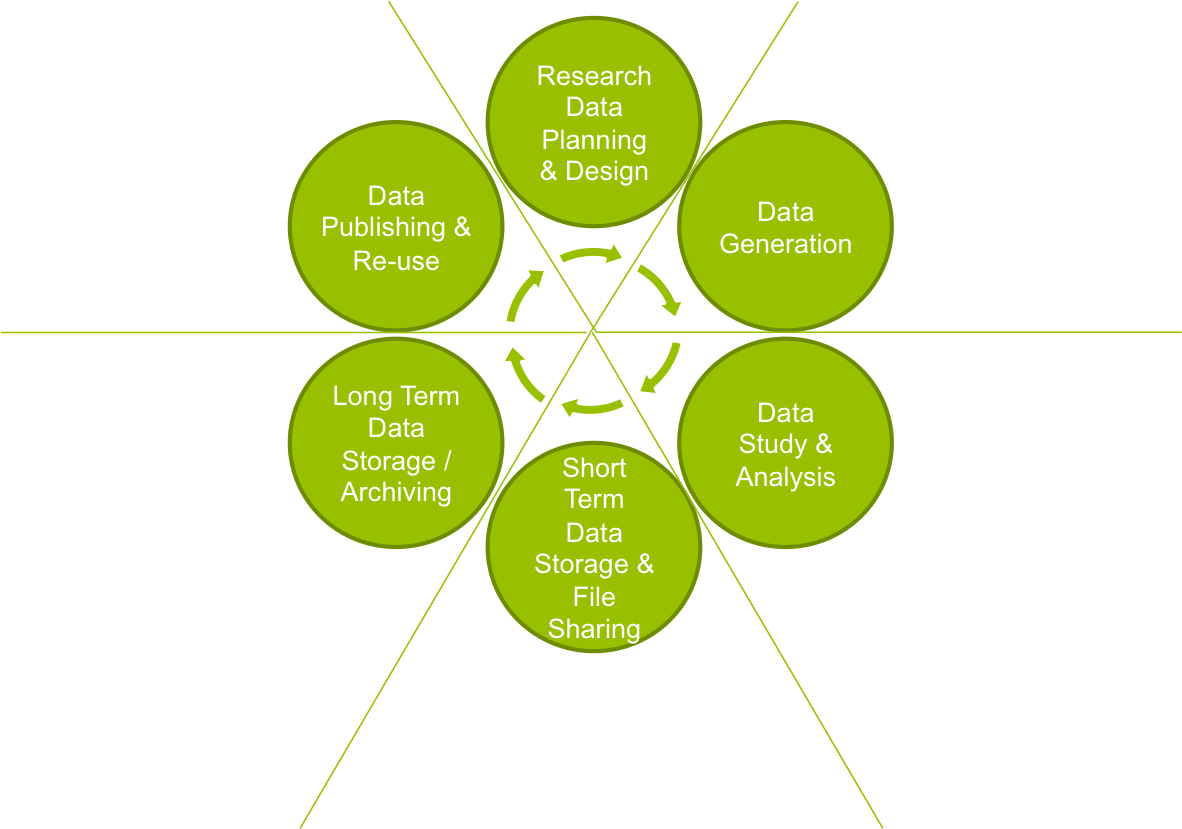 Research
Data
Planning
& Design
Data
Generation
Data
Study &
Analysis
Short
Term
Data
Storage &
File
Sharing
Long Term
Data
Storage /
Archiving
Data
Publishing &
Re-use